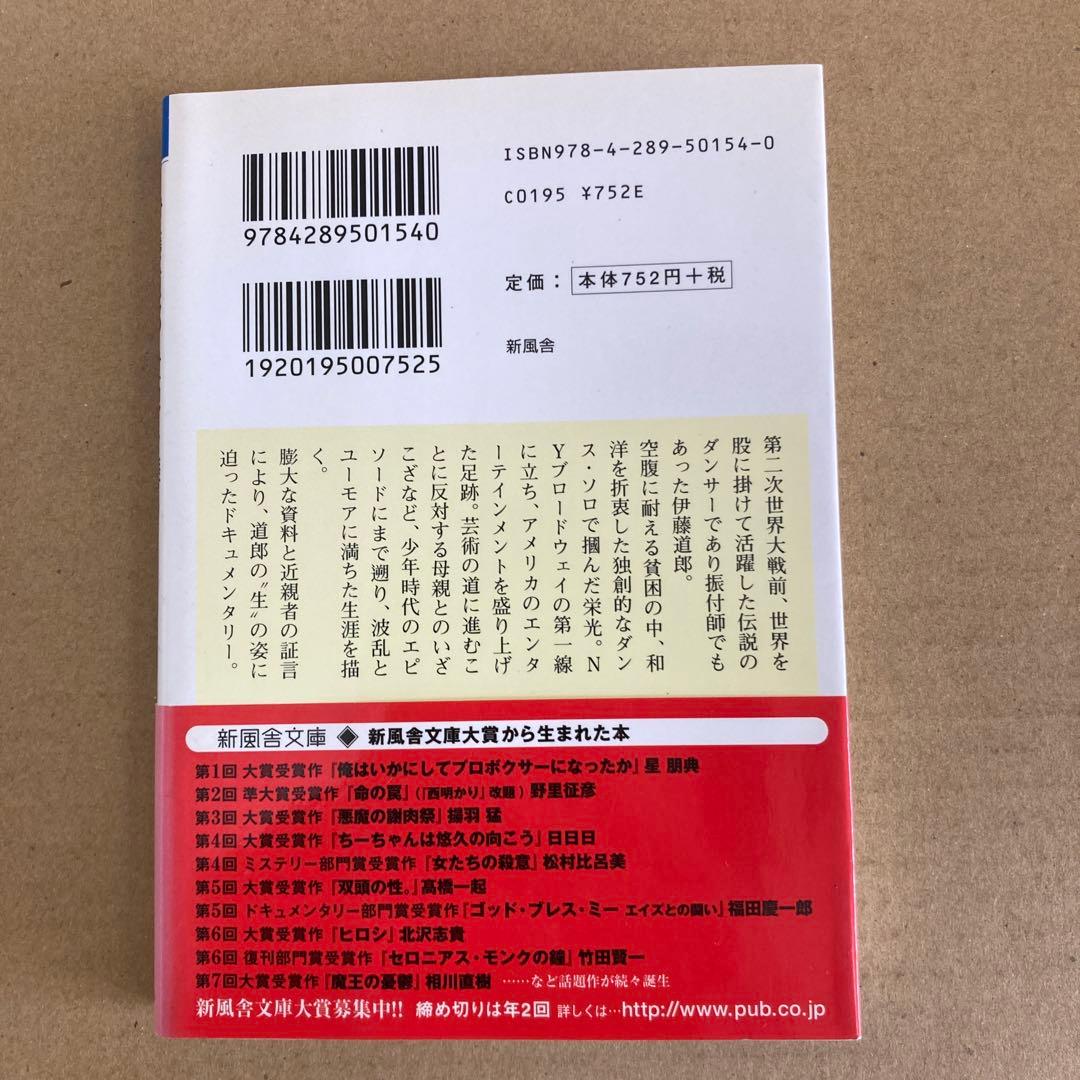 9784289501540
1920195007525
ISBN978-4-289-50154-0
C0195 ¥752E
定価：本体752円+税
新風舎
第二次世界大戦前、世界を
股に掛けて活躍した伝説の
ダンサーであり振付師でも
あった伊藤道郎。
空腹に耐える貧困の中、和
洋を折衷した独創的なダン
ス・ソロで掴んだ栄光。N
Yブロードウェイの第一線
に立ち、アメリカのエンタ
ーテインメントを盛り上げ
た足跡。芸術の道に進むこ
とに反対する母親とのいざ
こざなど、少年時代のエピ
ソードにまで遡り、波乱と
ユーモアに満ちた生涯を描
く。
膨大な資料と近親者の証言
により、道郎の〝生〟の姿に
迫ったドキュメンタリー。
新風舎文庫 ◈ 新風舎文庫大賞から生まれた本
第1回 大賞受賞作『俺はいかにしてプロボクサーになったか』星 朋典
第2回 準大賞受賞作『命の罠』(『西明かり』改題) 野里征彦
第3回 大賞受賞作『悪魔の謝肉祭』揚羽 猛
第4回 大賞受賞作『ちーちゃんは悠久の向こう』日日日
第4回 ミステリー部門賞受賞作 『女たちの殺意』松村比呂美
第5回 大賞受賞作『双頭の性。』高橋一起
第5回 ドキュメンタリー部門賞受賞作『ゴッド・ブレス・ミー エイズとの闘い』福田慶一郎
第6回 大賞受賞作『ヒロシ』北沢志貴
第6回 復刊部門賞受賞作『セロニアス・モンクの鐘』竹田賢一
第7回大賞受賞作『魔王の憂鬱』相川直樹 ……など話題作が続々誕生
新風舎文庫大賞募集中!! 締め切りは年2回 詳しくは…http://www.pub.co.jp